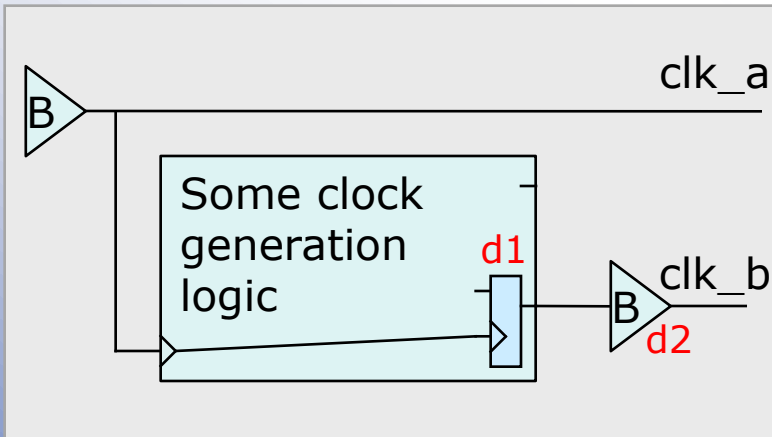 clk_a
B
Some clock
generation
logic
d1
clk_b
B
d2